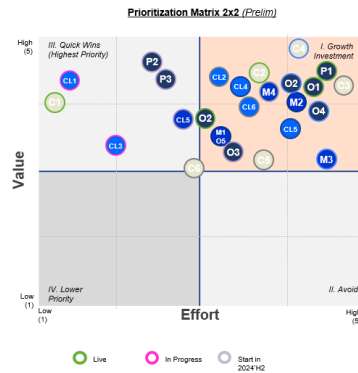 Prioritization Matrix 2x2 (Prelim)
High
(5)
III. Quick Wins
(Highest Priority)
I. Growth
Investment
C4
P2
CL1
P3
CL2
C2
P1
CL4
O2
O1
C3
M4
C1
CL6
M2
O4
CL5
O2
CL5
M1
O5
CL3
O3
C6
M3
Value
IV. Lower
Priority
II. Avoid
Low
(1)
Low
(1)
Effort
High
(5
Live
In Progress
Start in
2024'H2